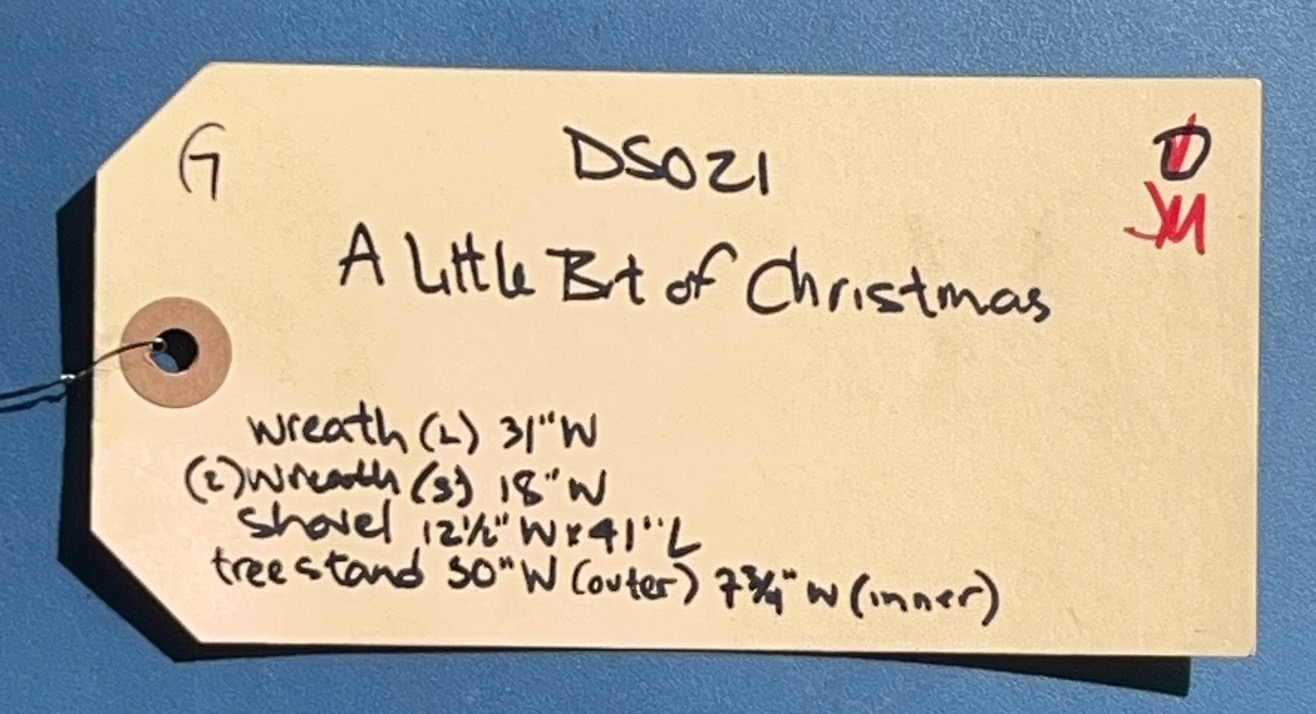 G
DS021
D
JM
A Little Bit of Christmas
wreath (L) 31"W
(2) wreath (s) 18"W
shovel 12½" W x 41" L
tree stand 30" W (outer) 7¾" W (inner)